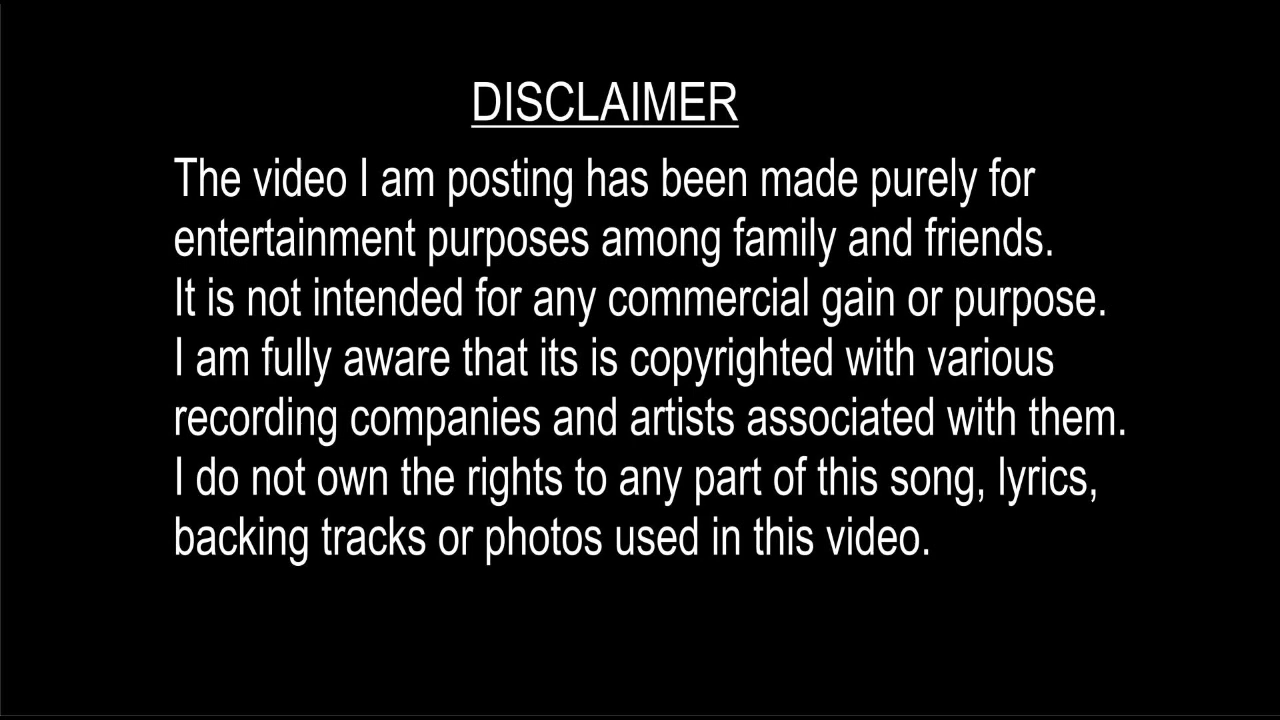 DISCLAIMER
The video I am posting has been made purely for
entertainment purposes among family and friends.
It is not intended for any commercial gain or purpose.
I am fully aware that its is copyrighted with various
recording companies and artists associated with them.
I do not own the rights to any part of this song, lyrics,
backing tracks or photos used in this video.